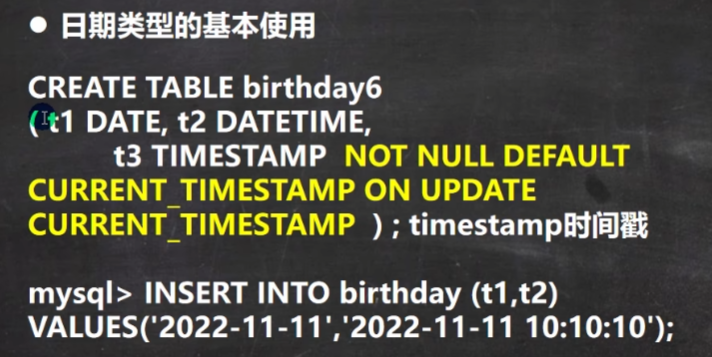 ● 日期类型的基本使用
CREATE TABLE birthday6
( t1 DATE, t2 DATETIME,
t3 TIMESTAMP NOT NULL DEFAULT
CURRENT_TIMESTAMP ON UPDATE
CURRENT_TIMESTAMP ) ; timestamp时间戳
mysql> INSERT INTO birthday (t1,t2)
VALUES('2022-11-11','2022-11-11 10:10:10');